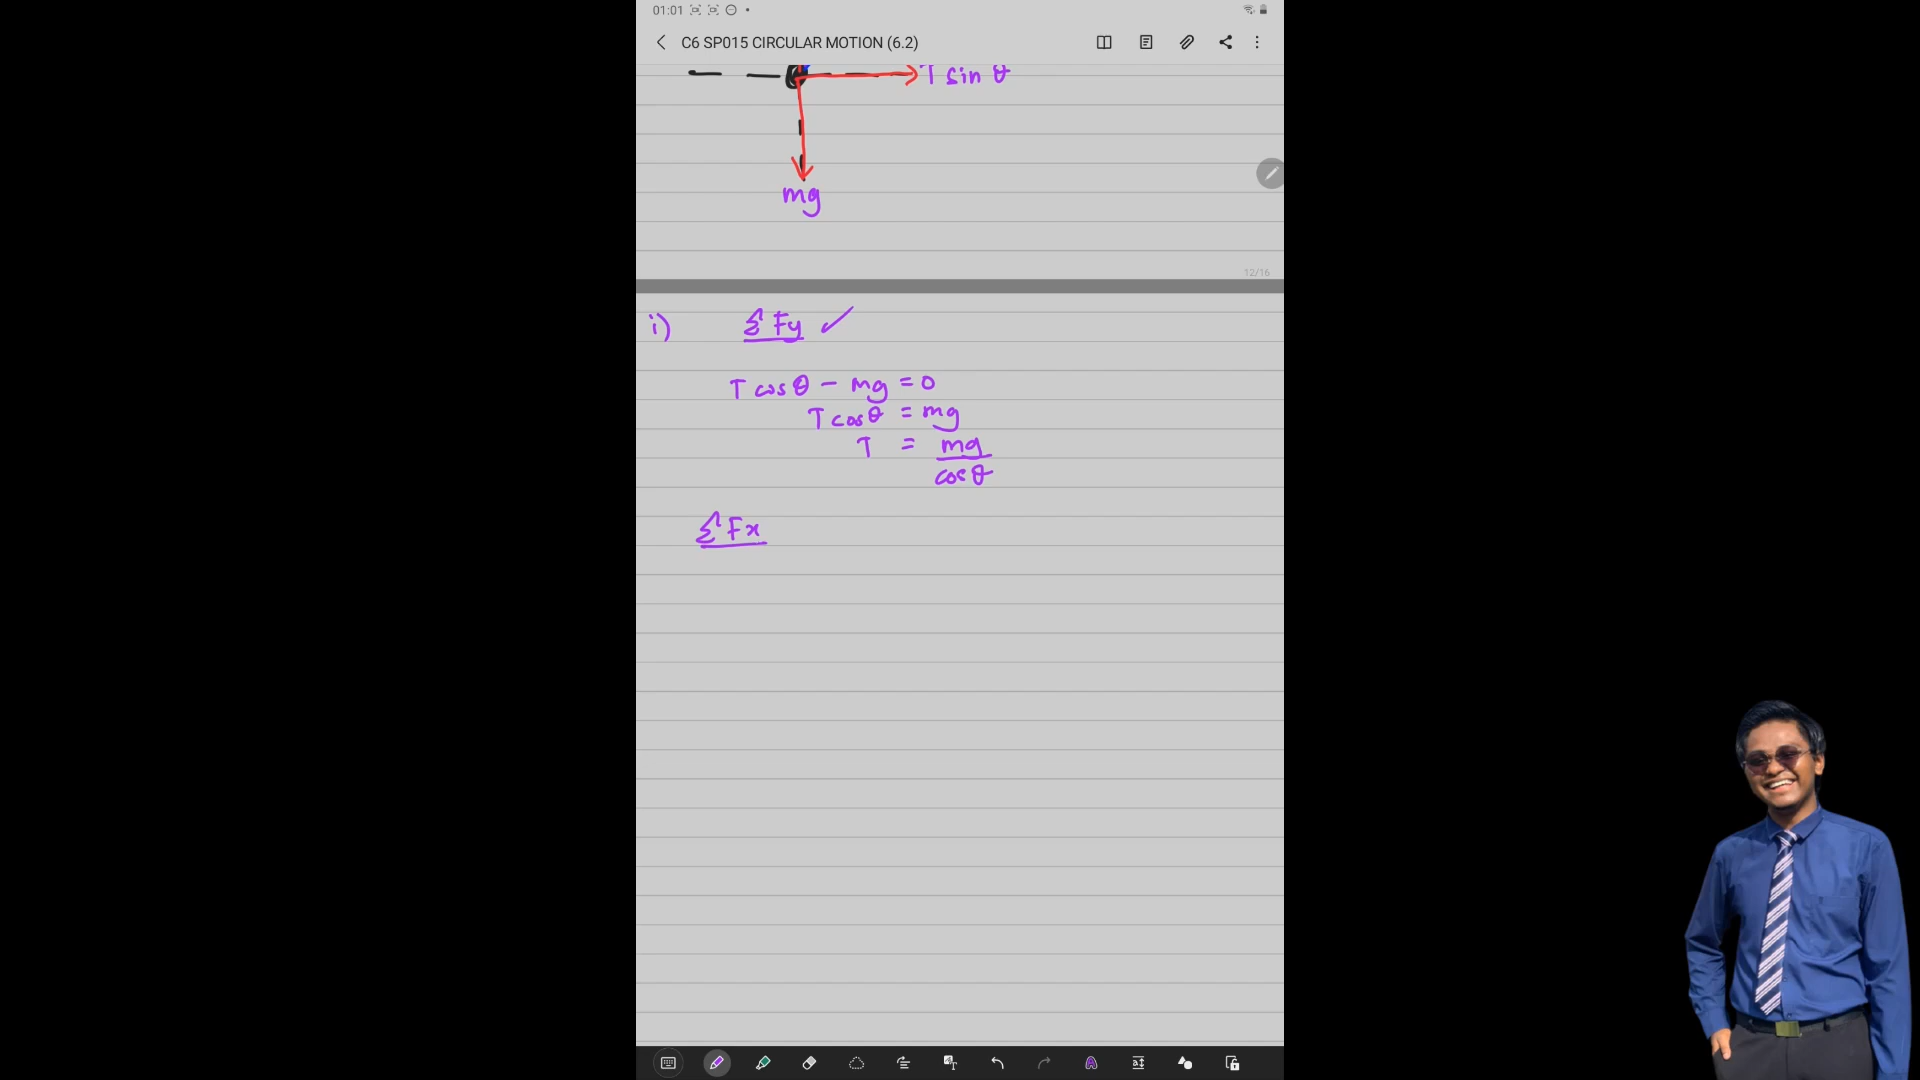 01:01
C6 SP015 CIRCULAR MOTION (6.2)
T sin θ
mg
12/16
i) ΣFy ✓
T cos θ - mg = 0
T cos θ = mg
T = mg
cos θ
ΣFx